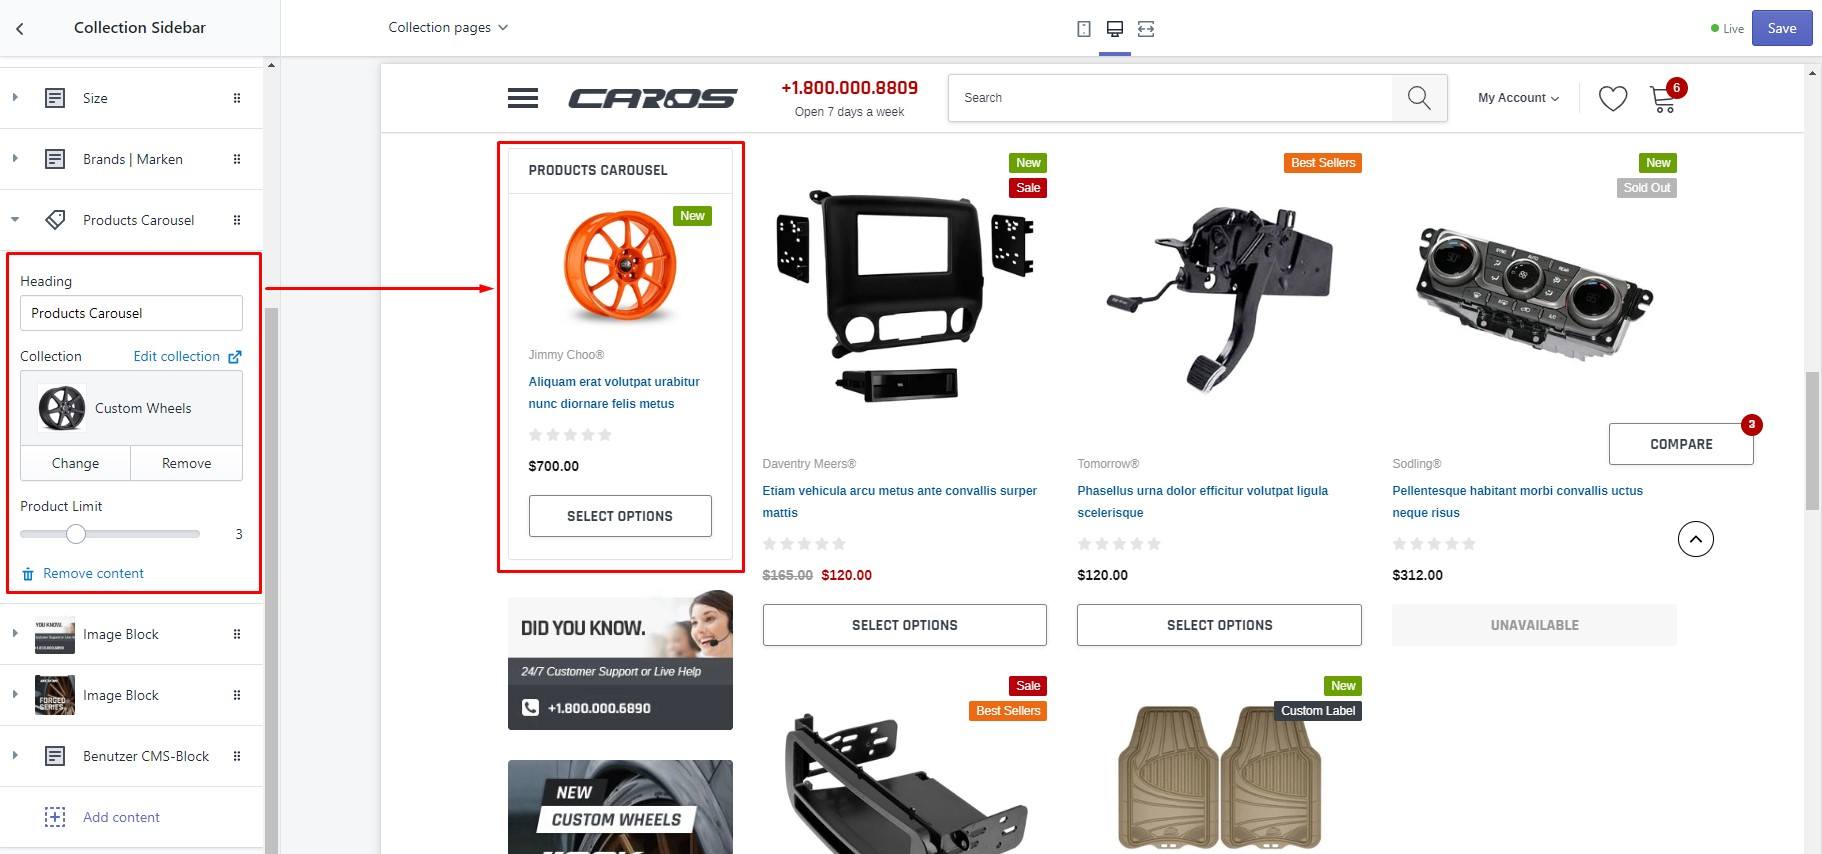 Collection Sidebar
Collection pages
Live
Save
Size
Brands | Marken
Products Carousel
Heading
Products Carousel
Collection
Edit collection
Custom Wheels
Change
Remove
Product Limit
3
Remove content
Image Block
Image Block
Benutzer CMS-Block
Add content
CAROS
+1.800.000.8809
Open 7 days a week
Search
My Account
6
PRODUCTS CAROUSEL
New
Jimmy Choo®
Aliquam erat volutpat urabitur
nunc diornare felis metus
$700.00
SELECT OPTIONS
DID YOU KNOW.
24/7 Customer Support or Live Help
+1.800.000.6890
NEW
CUSTOM WHEELS
New
Sale
Daventry Meers®
Etiam vehicula arcu metus ante convallis surper
mattis
$165.00 $120.00
SELECT OPTIONS
Best Sellers
Tomorrow®
Phasellus urna dolor efficitur volutpat ligula
scelerisque
$120.00
SELECT OPTIONS
New
Sold Out
Sodling®
Pellentesque habitant morbi convallis uctus
neque risus
$312.00
UNAVAILABLE
COMPARE
3
Sale
Best Sellers
New
Custom Label